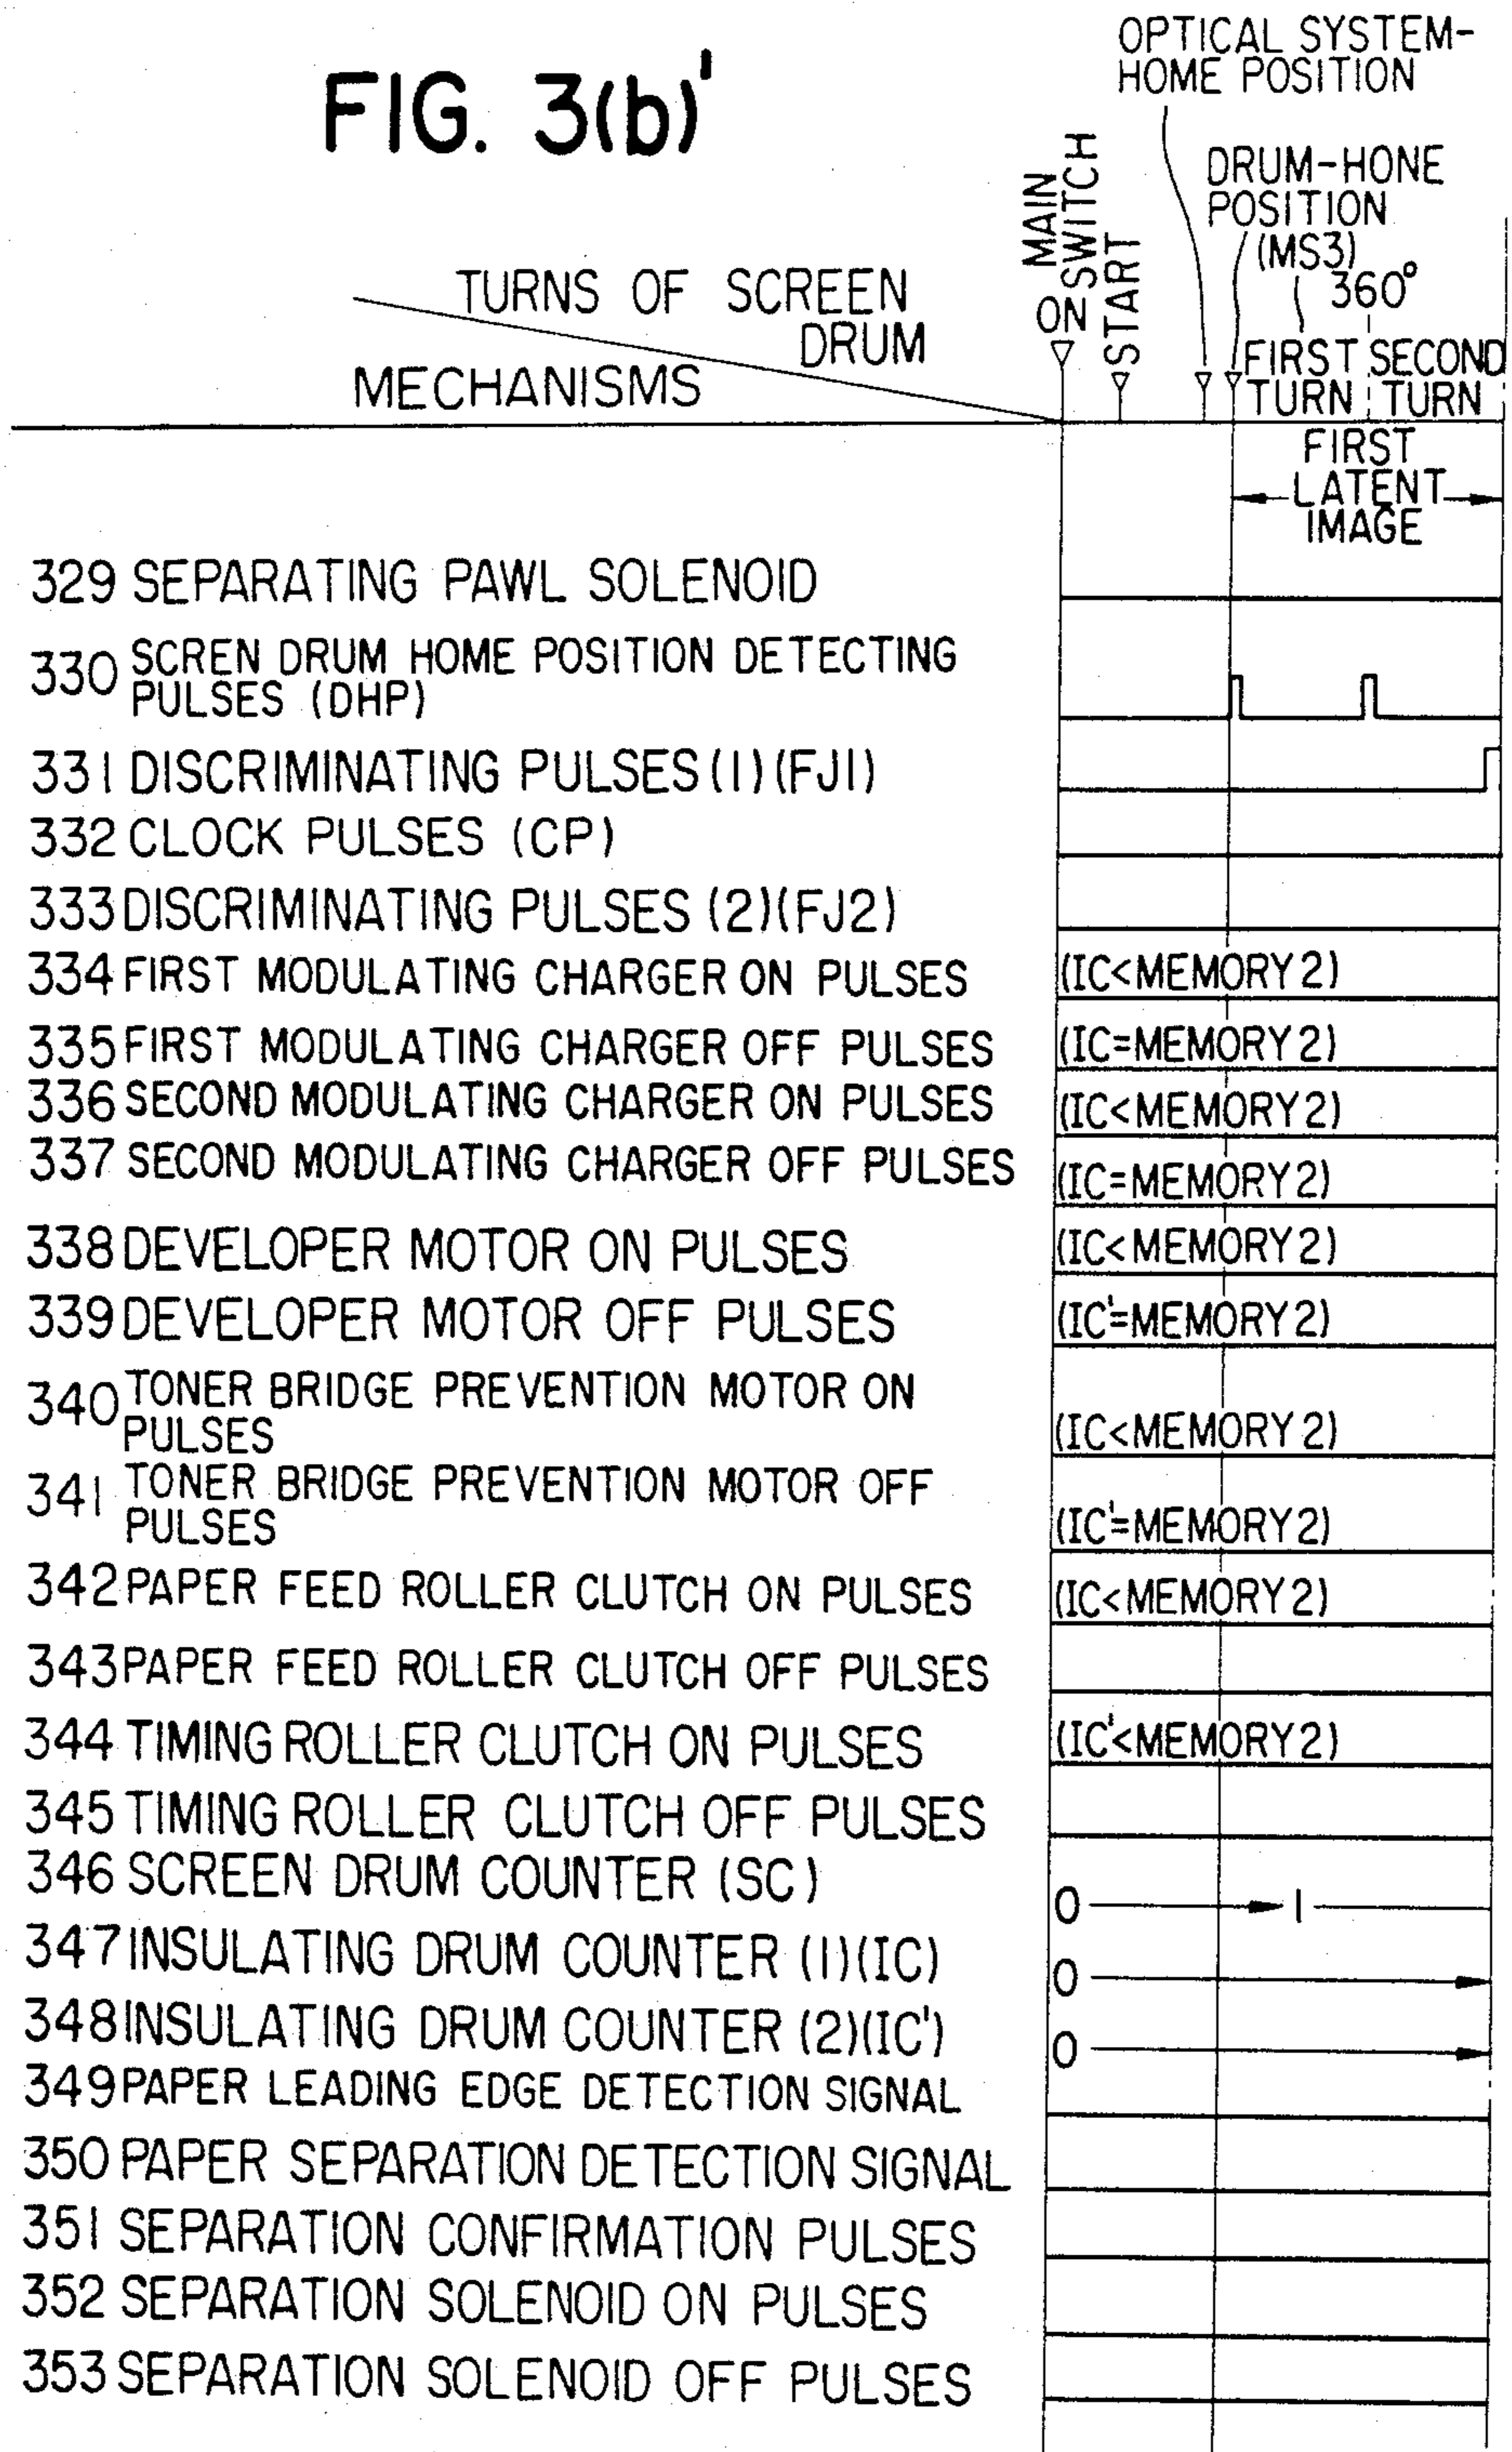 FIG. 3(b)'
OPTICAL SYSTEM-
HOME POSITION
DRUM-HONE
POSITION
(MS3)
360°
MAIN
SWITCH
ON
START
TURNS OF SCREEN
DRUM
MECHANISMS
FIRST SECOND
TURN TURN
FIRST
LATENT
IMAGE
329 SEPARATING PAWL SOLENOID
330 SCREN DRUM HOME POSITION DETECTING
PULSES (DHP)
331 DISCRIMINATING PULSES (1) (FJ1)
332 CLOCK PULSES (CP)
333 DISCRIMINATING PULSES (2)(FJ2)
334 FIRST MODULATING CHARGER ON PULSES (IC<MEMORY 2)
335 FIRST MODULATING CHARGER OFF PULSES (IC=MEMORY 2)
336 SECOND MODULATING CHARGER ON PULSES (IC<MEMORY 2)
337 SECOND MODULATING CHARGER OFF PULSES (IC=MEMORY 2)
338 DEVELOPER MOTOR ON PULSES (IC<MEMORY 2)
339 DEVELOPER MOTOR OFF PULSES (IC'=MEMORY 2)
340 TONER BRIDGE PREVENTION MOTOR ON
PULSES (IC<MEMORY 2)
341 TONER BRIDGE PREVENTION MOTOR OFF
PULSES (IC'=MEMORY 2)
342 PAPER FEED ROLLER CLUTCH ON PULSES (IC<MEMORY 2)
343 PAPER FEED ROLLER CLUTCH OFF PULSES
344 TIMING ROLLER CLUTCH ON PULSES (IC'<MEMORY 2)
345 TIMING ROLLER CLUTCH OFF PULSES
346 SCREEN DRUM COUNTER (SC) 0 1
347 INSULATING DRUM COUNTER (1)(IC) 0
348 INSULATING DRUM COUNTER (2)(IC') 0
349 PAPER LEADING EDGE DETECTION SIGNAL
350 PAPER SEPARATION DETECTION SIGNAL
351 SEPARATION CONFIRMATION PULSES
352 SEPARATION SOLENOID ON PULSES
353 SEPARATION SOLENOID OFF PULSES